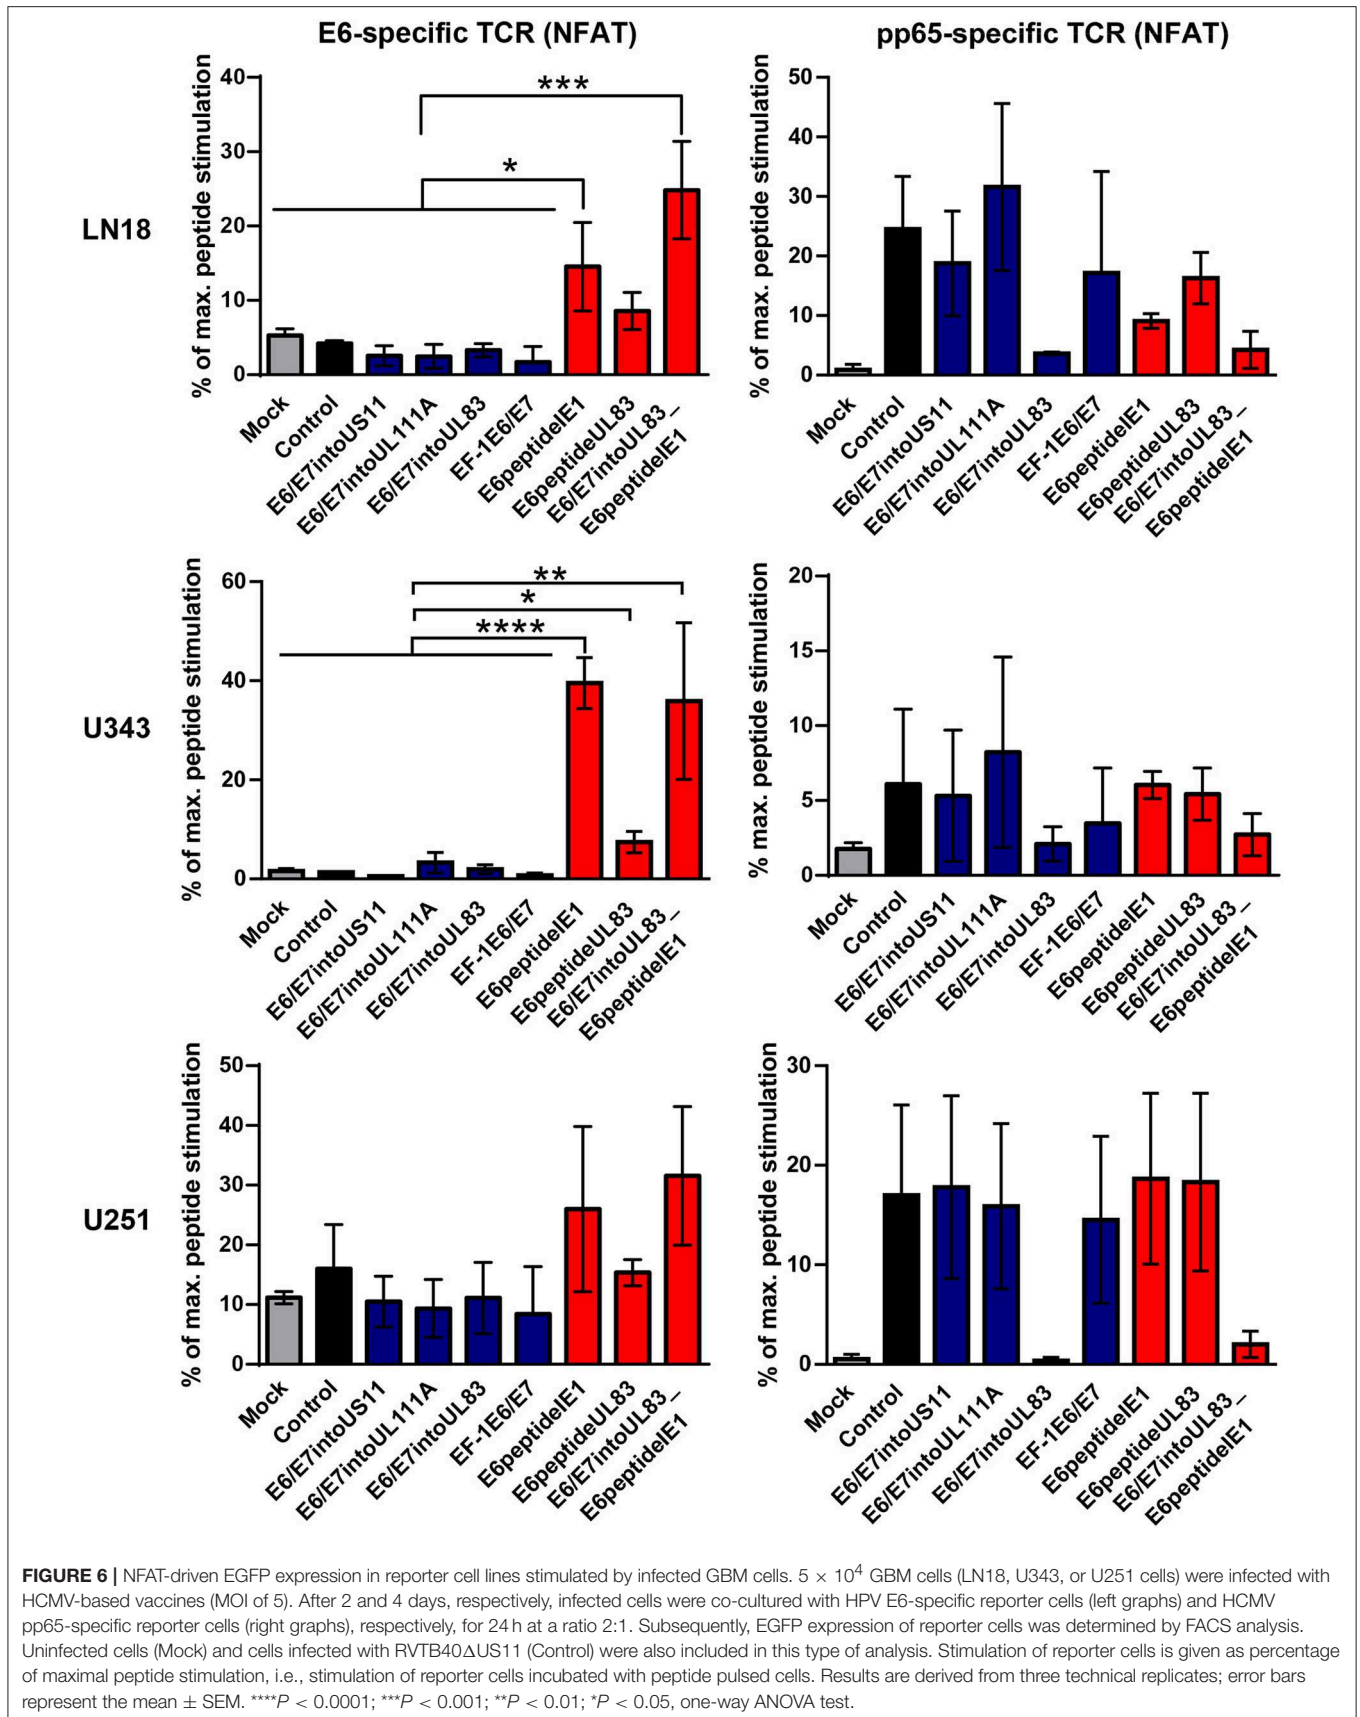 E6-specific TCR (NFAT)
pp65-specific TCR (NFAT)
LN18
% of max. peptide stimulation
40
30
20
10
0
***
*
Mock
Control
E6/E7intoUS11
E6/E7intoUL111A
E6/E7intoUL83
EF-1E6/E7
E6peptideIE1
E6peptideUL83
E6/E7intoUL83_
E6peptideIE1
% of max. peptide stimulation
50
40
30
20
10
0
Mock
Control
E6/E7intoUS11
E6/E7intoUL111A
E6/E7intoUL83
EF-1E6/E7
E6peptideIE1
E6peptideUL83
E6/E7intoUL83_
E6peptideIE1
U343
% of max. peptide stimulation
60
40
20
0
**
*
****
Mock
Control
E6/E7intoUS11
E6/E7intoUL111A
E6/E7intoUL83
EF-1E6/E7
E6peptideIE1
E6peptideUL83
E6/E7intoUL83_
E6peptideIE1
% max. peptide stimulation
20
15
10
5
0
Mock
Control
E6/E7intoUS11
E6/E7intoUL111A
E6/E7intoUL83
EF-1E6/E7
E6peptideIE1
E6peptideUL83
E6/E7intoUL83_
E6peptideIE1
U251
% of max. peptide stimulation
50
40
30
20
10
0
Mock
Control
E6/E7intoUS11
E6/E7intoUL111A
E6/E7intoUL83
EF-1E6/E7
E6peptideIE1
E6peptideUL83
E6/E7intoUL83_
E6peptideIE1
% of max. peptide stimulation
30
20
10
0
Mock
Control
E6/E7intoUS11
E6/E7intoUL111A
E6/E7intoUL83
EF-1E6/E7
E6peptideIE1
E6peptideUL83
E6/E7intoUL83_
E6peptideIE1
FIGURE 6 | NFAT-driven EGFP expression in reporter cell lines stimulated by infected GBM cells. 5 × 10⁴ GBM cells (LN18, U343, or U251 cells) were infected with
HCMV-based vaccines (MOI of 5). After 2 and 4 days, respectively, infected cells were co-cultured with HPV E6-specific reporter cells (left graphs) and HCMV
pp65-specific reporter cells (right graphs), respectively, for 24 h at a ratio 2:1. Subsequently, EGFP expression of reporter cells was determined by FACS analysis.
Uninfected cells (Mock) and cells infected with RVTB40ΔUS11 (Control) were also included in this type of analysis. Stimulation of reporter cells is given as percentage
of maximal peptide stimulation, i.e., stimulation of reporter cells incubated with peptide pulsed cells. Results are derived from three technical replicates; error bars
represent the mean ± SEM. ****P < 0.0001; ***P < 0.001; **P < 0.01; *P < 0.05, one-way ANOVA test.